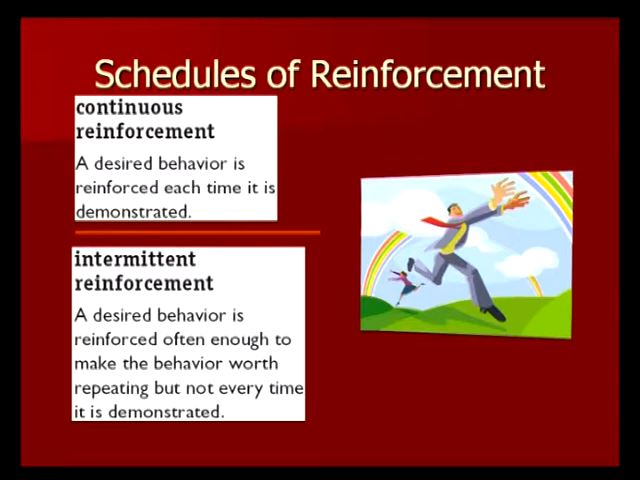 Schedules of Reinforcement
continuous
reinforcement
A desired behavior is
reinforced each time it is
demonstrated.
intermittent
reinforcement
A desired behavior is
reinforced often enough to
make the behavior worth
repeating but not every time
it is demonstrated.